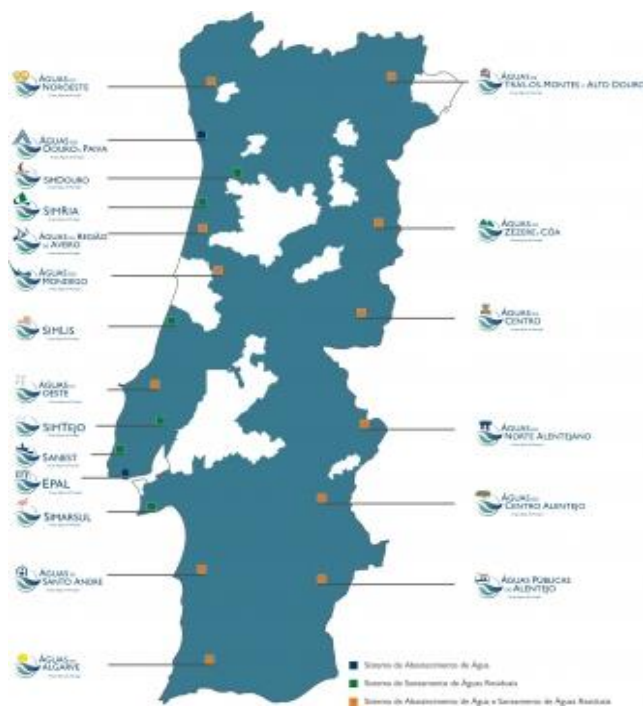 ÁGUAS DO
NOROESTE
ÁGUAS DO
DOURO E PAIVA
SIMDOURO
SIMRIA
ÁGUAS DA REGIÃO
DE AVEIRO
ÁGUAS DO
MONDEGO
SIMLIS
ÁGUAS DO
OESTE
SIMTEJO
SANEST
EPAL
SIMARSUL
ÁGUAS DE
SANTO ANDRÉ
ÁGUAS DO
ALGARVE
ÁGUAS DE
TRÁS-OS-MONTES E ALTO DOURO
ÁGUAS DO
ZÊZERE E CÔA
ÁGUAS DO
CENTRO
ÁGUAS DO
NORTE ALENTEJANO
ÁGUAS DO
CENTRO ALENTEJO
ÁGUAS PÚBLICAS
DO ALENTEJO
Sistema de Abastecimento de Água
Sistema de Saneamento de Águas Residuais
Sistema de Abastecimento de Água e Saneamento de Águas Residuais